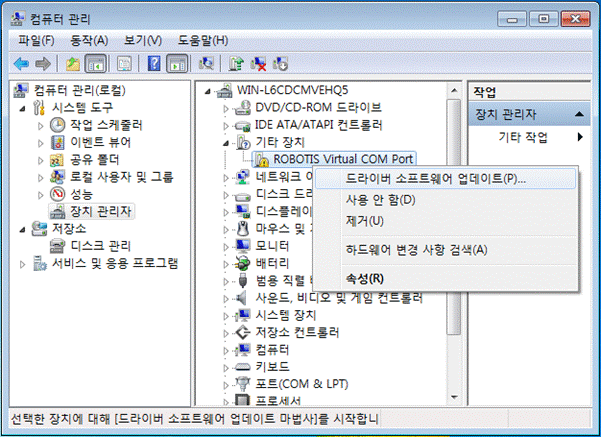 컴퓨터 관리
파일(F) 동작(A) 보기(V) 도움말(H)
컴퓨터 관리(로컬)
시스템 도구
작업 스케줄러
이벤트 뷰어
공유 폴더
로컬 사용자 및 그룹
성능
장치 관리자
저장소
디스크 관리
서비스 및 응용 프로그램
WIN-L6CDCMVEHQ5
DVD/CD-ROM 드라이브
IDE ATA/ATAPI 컨트롤러
기타 장치
ROBOTIS Virtual COM Port
네트워크
디스크
디스플레이
마우스 및
모니터
배터리
범용 직렬
사운드, 비디오 및 게임 컨트롤러
시스템 장치
저장소 컨트롤러
컴퓨터
키보드
포트(COM & LPT)
프로세서
드라이버 소프트웨어 업데이트(P)...
사용 안 함(D)
제거(U)
하드웨어 변경 사항 검색(A)
속성(R)
작업
장치 관리자
기타 작업
선택한 장치에 대해 [드라이버 소프트웨어 업데이트 마법사]를 시작합니